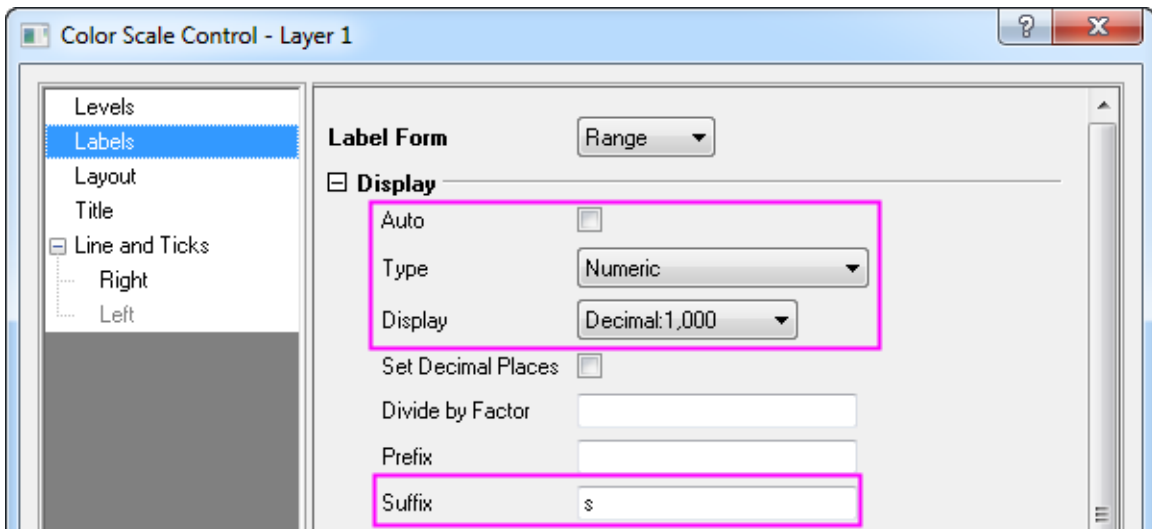 Color Scale Control - Layer 1
?
Levels
Labels
Layout
Title
Line and Ticks
Right
Left
Label Form Range
Display
Auto
Type Numeric
Display Decimal:1,000
Set Decimal Places
Divide by Factor
Prefix
Suffix s